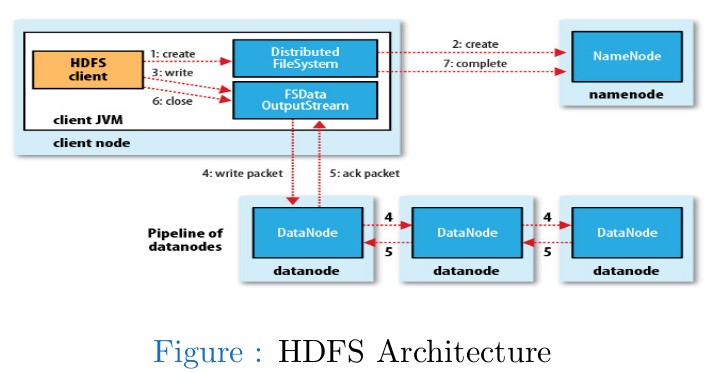 1: create
2: create
3: write
6: close
7: complete
HDFS
client
Distributed
FileSystem
FSData
OutputStream
client JVM
client node
NameNode
namenode
4: write packet
5: ack packet
Pipeline of
datanodes
DataNode
datanode
4
5
DataNode
datanode
4
5
DataNode
datanode
Figure : HDFS Architecture